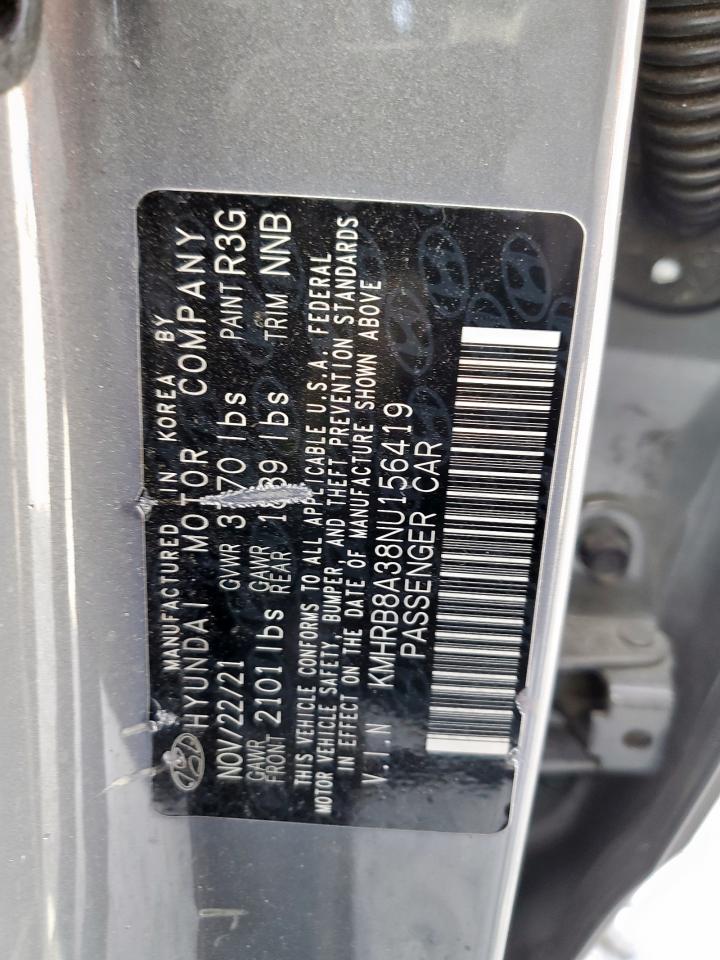 MANUFACTURED IN KOREA BY
HYUNDAI MOTOR COMPANY
NOV/22/21 GVWR lbs PAINT R3G
GAWR FRONT 2101 lbs GAWR REAR lbs TRIM NNB
THIS VEHICLE CONFORMS TO ALL APPLICABLE U.S.A. FEDERAL
MOTOR VEHICLE SAFETY, BUMPER, AND THEFT PREVENTION STANDARDS
IN EFFECT ON THE DATE OF MANUFACTURE SHOWN ABOVE
V.I.N KMHRB8A38NU156419
PASSENGER CAR